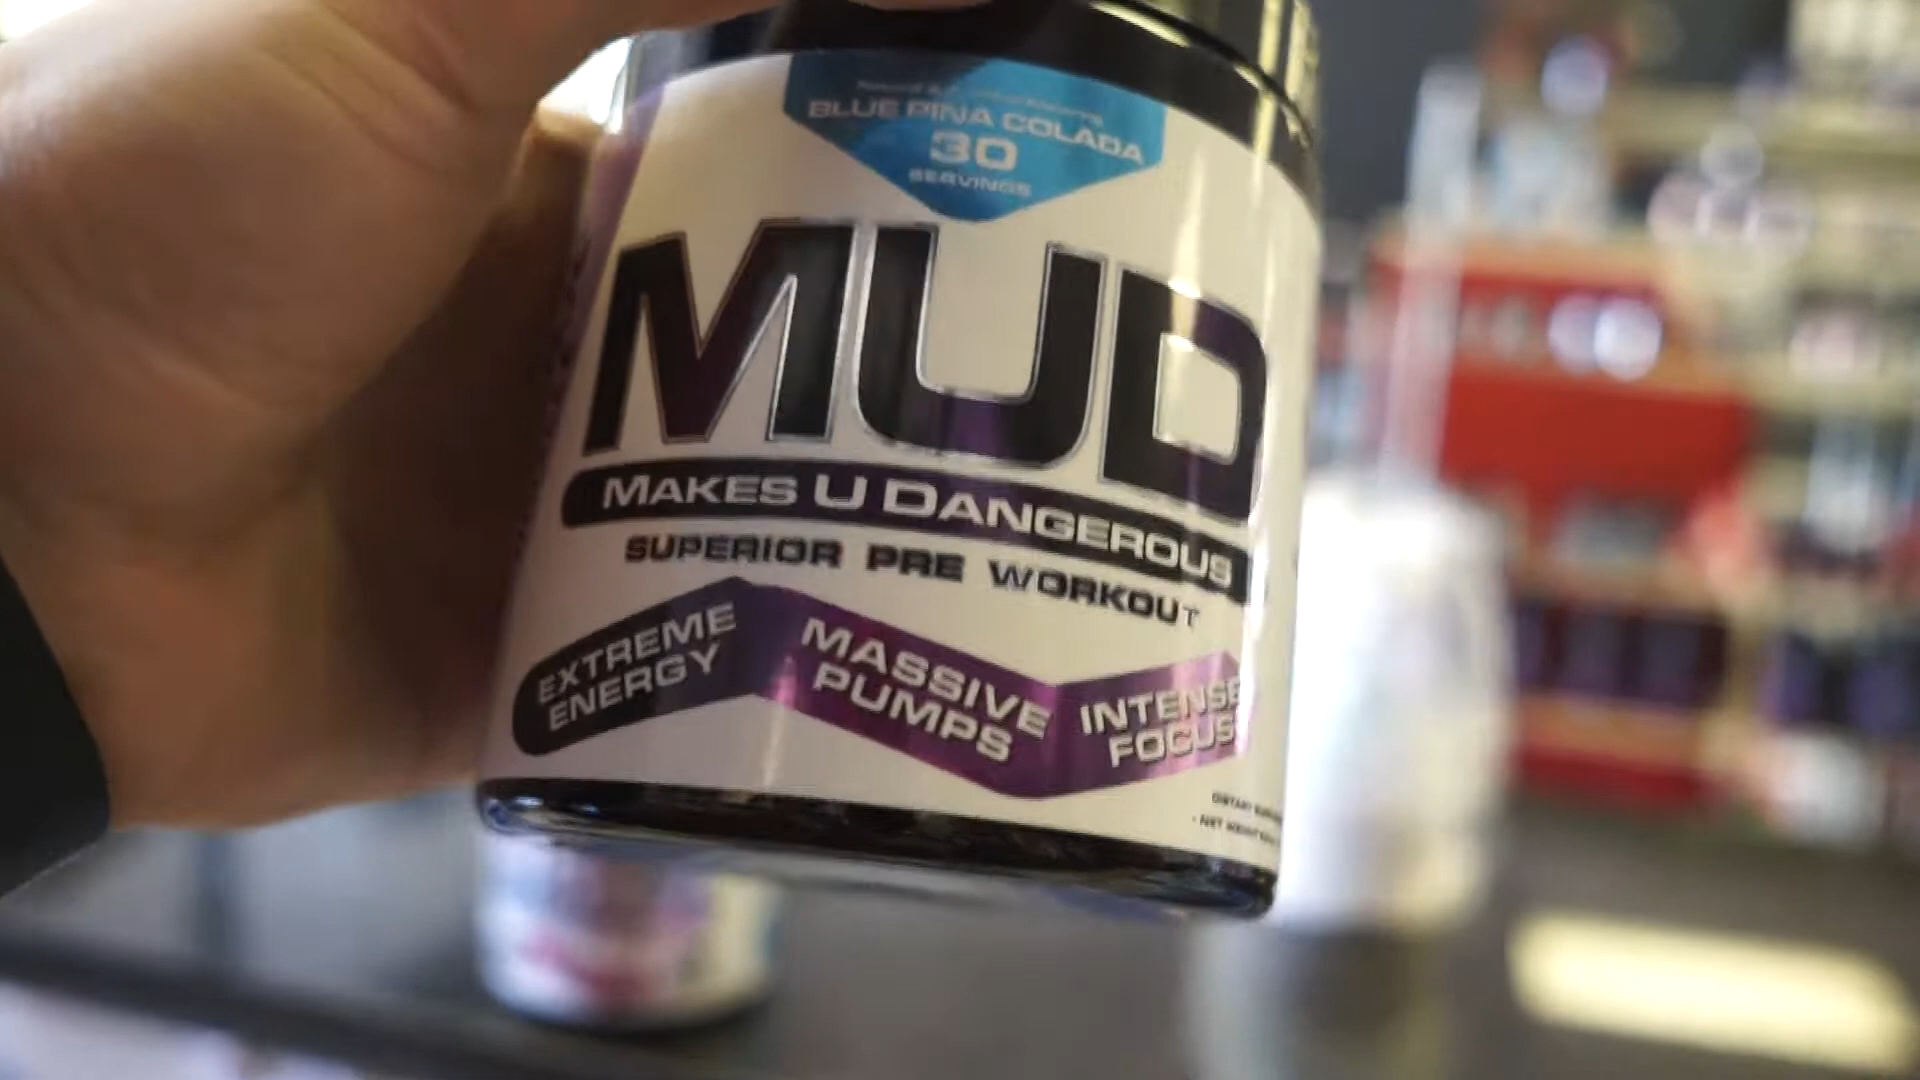 BLUE PINA COLADA
30
SERVINGS
MUD
MAKES U DANGEROUS
SUPERIOR PRE WORKOUT
EXTREME
ENERGY
MASSIVE
PUMPS
INTENSE
FOCUS